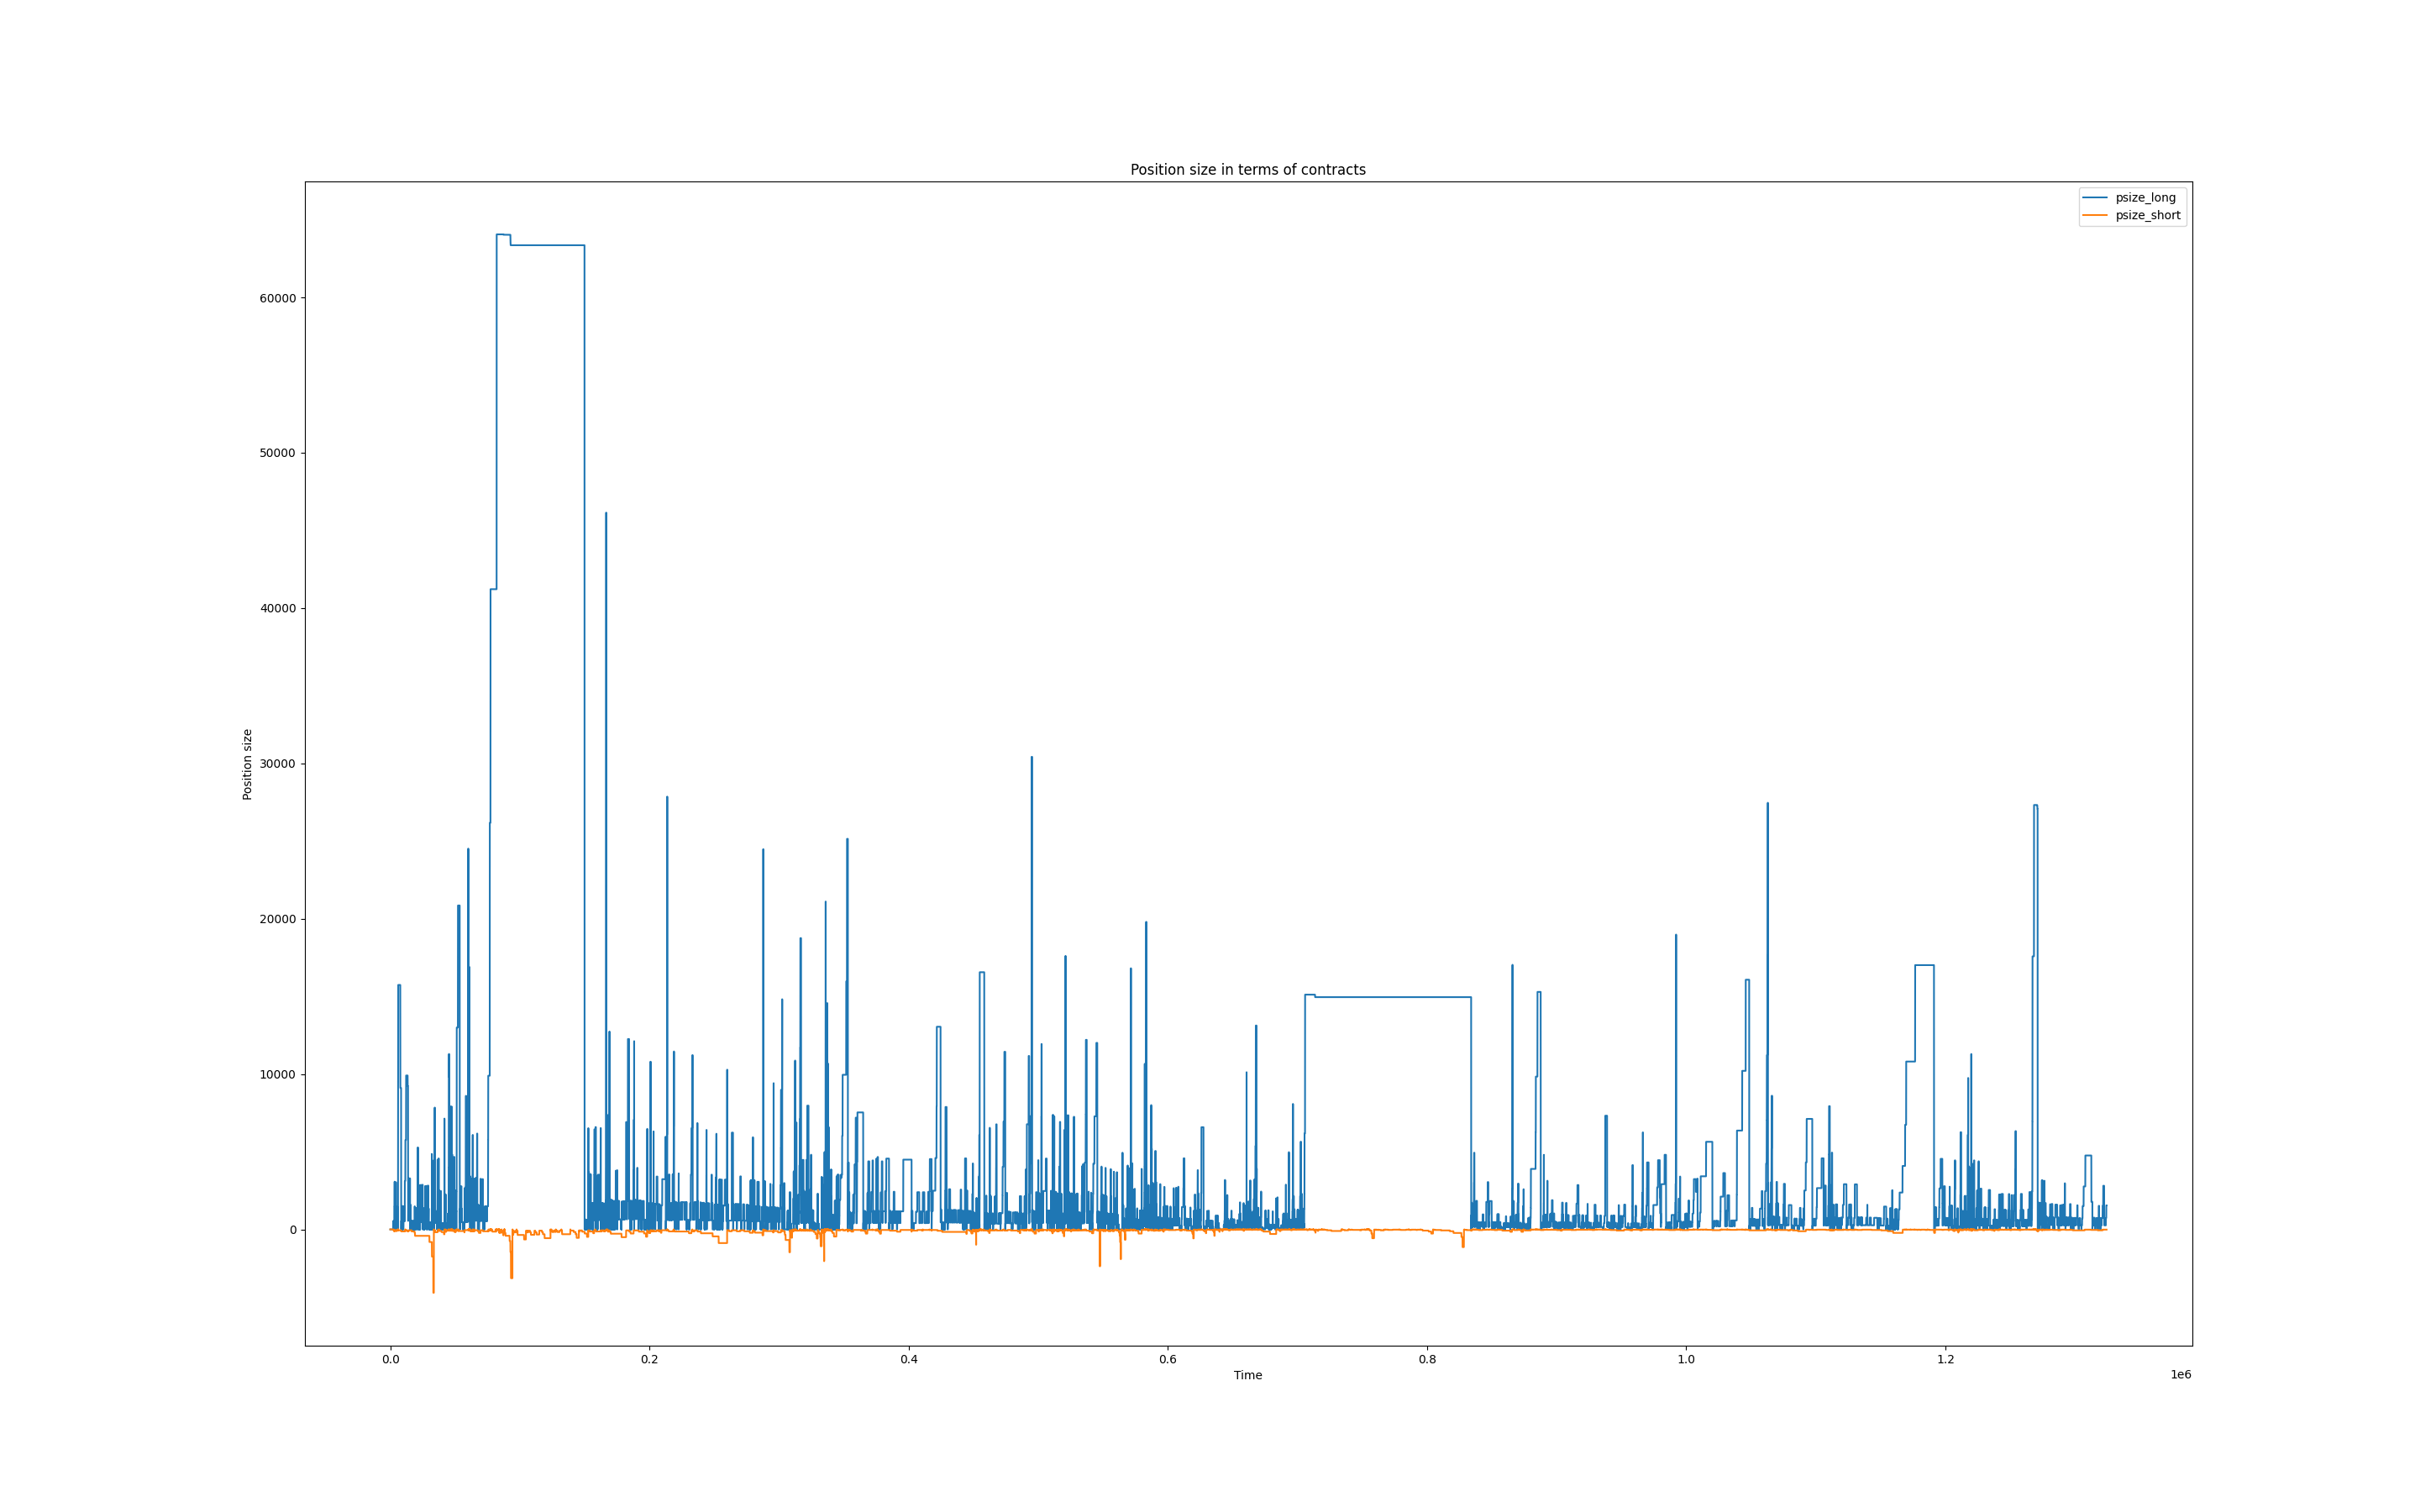 Position size in terms of contracts
psize_long
psize_short
Position size
60000
50000
40000
30000
20000
10000
0
0.0 0.2 0.4 0.6 0.8 1.0 1.2
1e6
Time